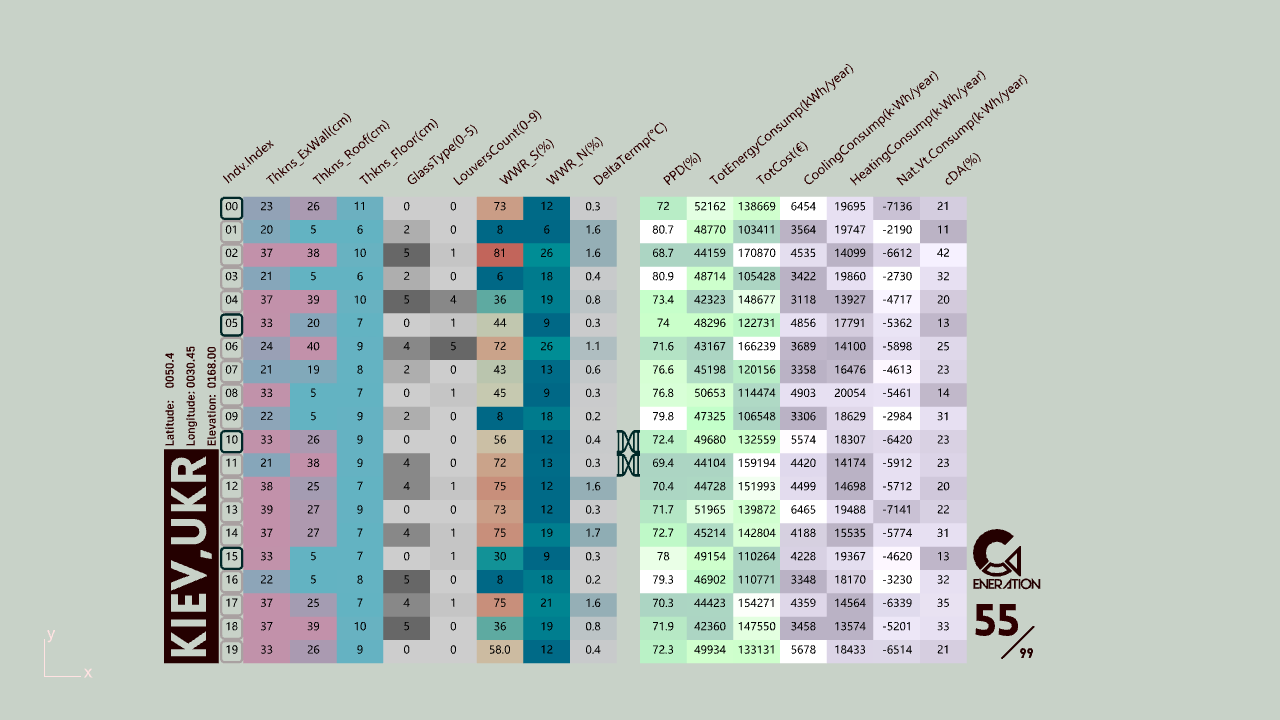 Indv.Index Thkns_ExWall(cm) Thkns_Roof(cm) Thkns_Floor(cm) GlassType(0-5) LouversCount(0-9) WWR_S(%) WWR_N(%) DeltaTermp(°C) PPD(%) TotEnergyConsump(kWh/year) TotCost(€) CoolingConsump(k·Wh/year) HeatingConsump(k·Wh/year) Nat.Vt.Consump(k·Wh/year) cDA(%)
00 23 26 11 0 0 73 12 0.3 72 52162 138669 6454 19695 -7136 21
01 20 5 6 2 0 8 6 1.6 80.7 48770 103411 3564 19747 -2190 11
02 37 38 10 5 1 81 26 1.6 68.7 44159 170870 4535 14099 -6612 42
03 21 5 6 2 0 6 18 0.4 80.9 48714 105428 3422 19860 -2730 32
04 37 39 10 5 4 36 19 0.8 73.4 42323 148677 3118 13927 -4717 20
05 33 20 7 0 1 44 9 0.3 74 48296 122731 4856 17791 -5362 13
06 24 40 9 4 5 72 26 1.1 71.6 43167 166239 3689 14100 -5898 25
07 21 19 8 2 0 43 13 0.6 76.6 45198 120156 3358 16476 -4613 23
08 33 5 7 0 1 45 9 0.3 76.8 50653 114474 4903 20054 -5461 14
09 22 5 9 2 0 8 18 0.2 79.8 47325 106548 3306 18629 -2984 31
10 33 26 9 0 0 56 12 0.4 72.4 49680 132559 5574 18307 -6420 23
11 21 38 9 4 0 72 13 0.3 69.4 44104 159194 4420 14174 -5912 23
12 38 25 7 4 1 75 12 1.6 70.4 44728 151993 4499 14698 -5712 20
13 39 27 9 0 0 73 12 0.3 71.7 51965 139872 6465 19488 -7141 22
14 37 27 7 4 1 75 19 1.7 72.7 45214 142804 4188 15535 -5774 31
15 33 5 7 0 1 30 9 0.3 78 49154 110264 4228 19367 -4620 13
16 22 5 8 5 0 8 18 0.2 79.3 46902 110771 3348 18170 -3230 32
17 37 25 7 4 1 75 21 1.6 70.3 44423 154271 4359 14564 -6339 35
18 37 39 10 5 0 36 19 0.8 71.9 42360 147550 3458 13574 -5201 33
19 33 26 9 0 0 58.0 12 0.4 72.3 49934 133131 5678 18433 -6514 21
Latitude: 0050.4
Longitude: 0030.45
Elevation: 0168.00
KIEV,UKR
GENERATION
55/99
y
x